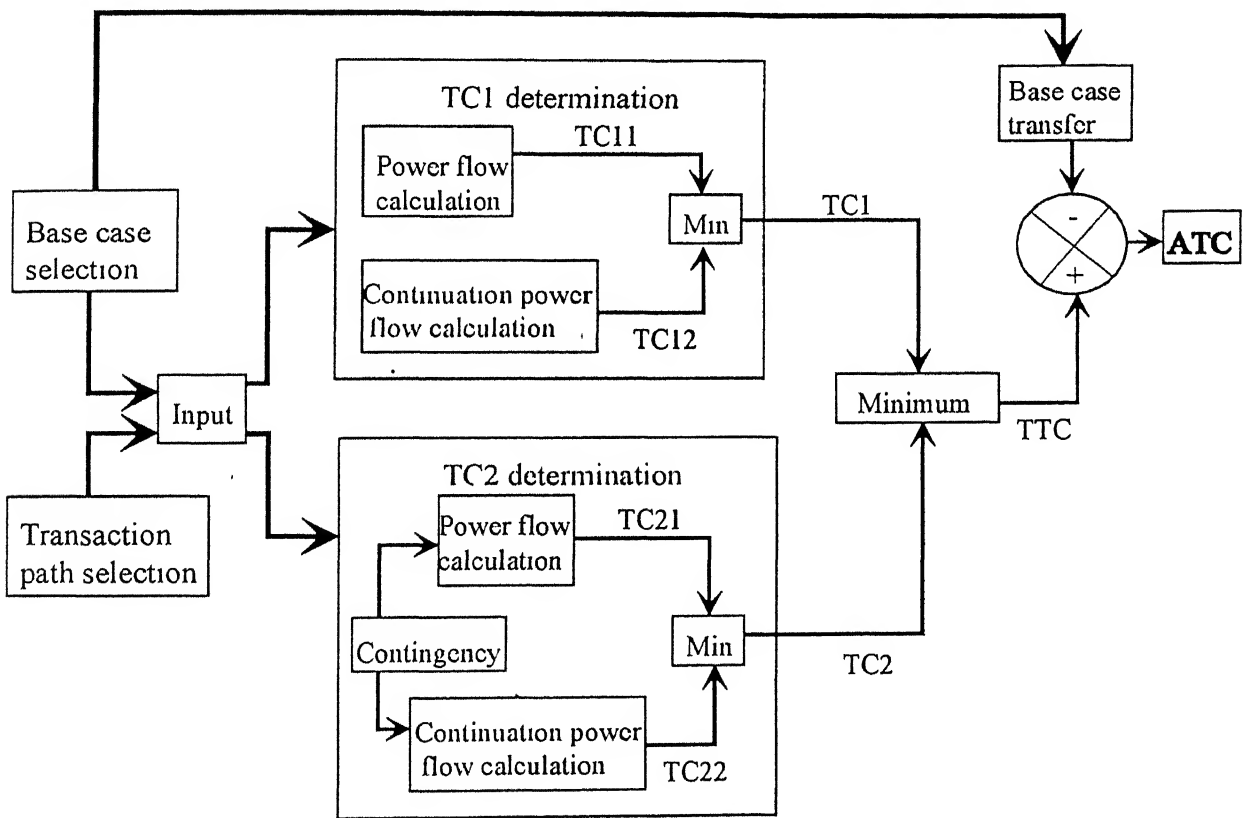 TC1 determination
Base case
transfer
TC11
Power flow
calculation
Min
TC1
-
ATC
Base case
selection
+
Continuation power
flow calculation
TC12
Input
Minimum
TTC
TC2 determination
Transaction
path selection
Power flow
calculation
TC21
Contingency
Min
TC2
Continuation power
flow calculation
TC22